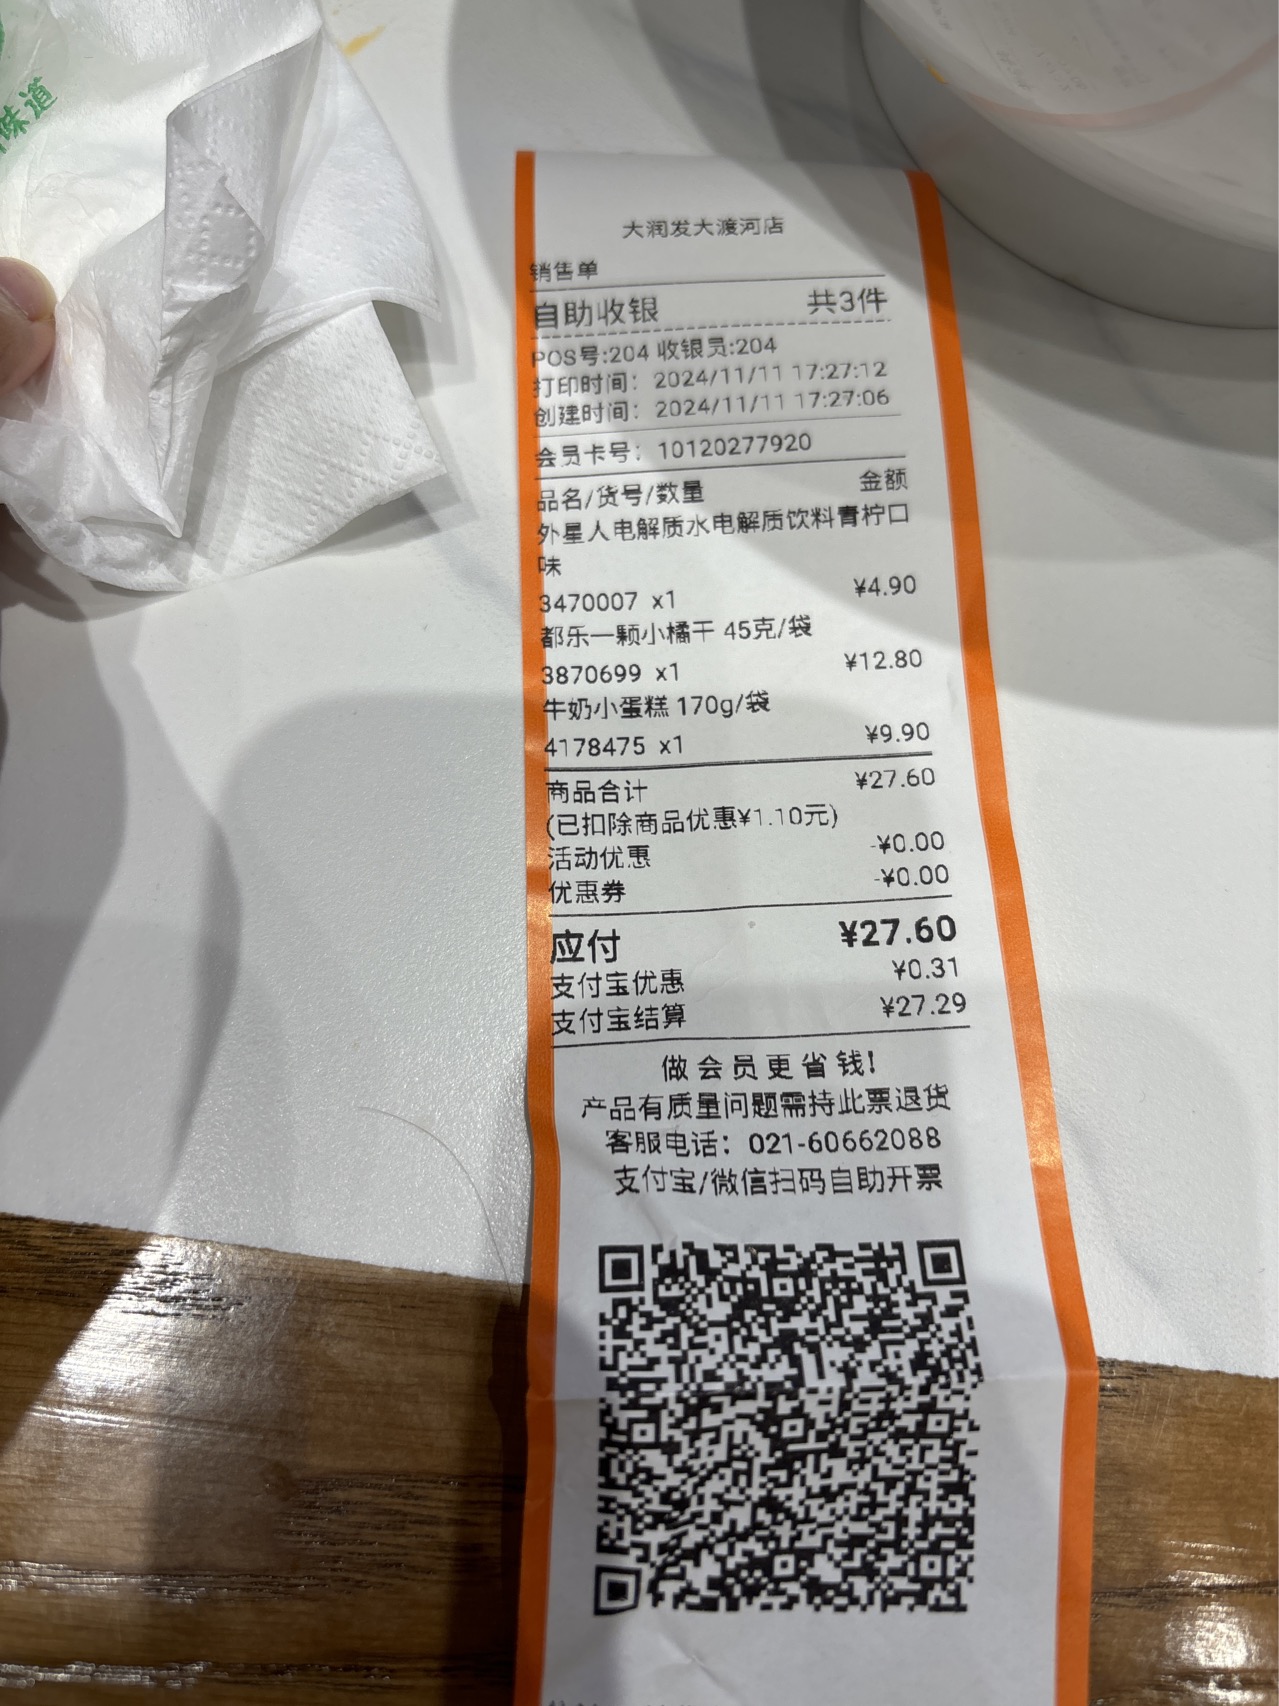 味道
大润发大渡河店
销售单
自助收银 共3件
POS号:204 收银员:204
打印时间: 2024/11/11 17:27:12
创建时间: 2024/11/11 17:27:06
会员卡号: 10120277920
品名/货号/数量 金额
外星人电解质水电解质饮料青柠口
味
3470007 x1 ¥4.90
都乐一颗小橘干 45克/袋
3870699 x1 ¥12.80
牛奶小蛋糕 170g/袋
4178475 x1 ¥9.90
商品合计 ¥27.60
(已扣除商品优惠¥1.10元)
活动优惠 -¥0.00
优惠券 -¥0.00
应付 ¥27.60
支付宝优惠 ¥0.31
支付宝结算 ¥27.29
做会员更省钱!
产品有质量问题需持此票退货
客服电话: 021-60662088
支付宝/微信扫码自助开票